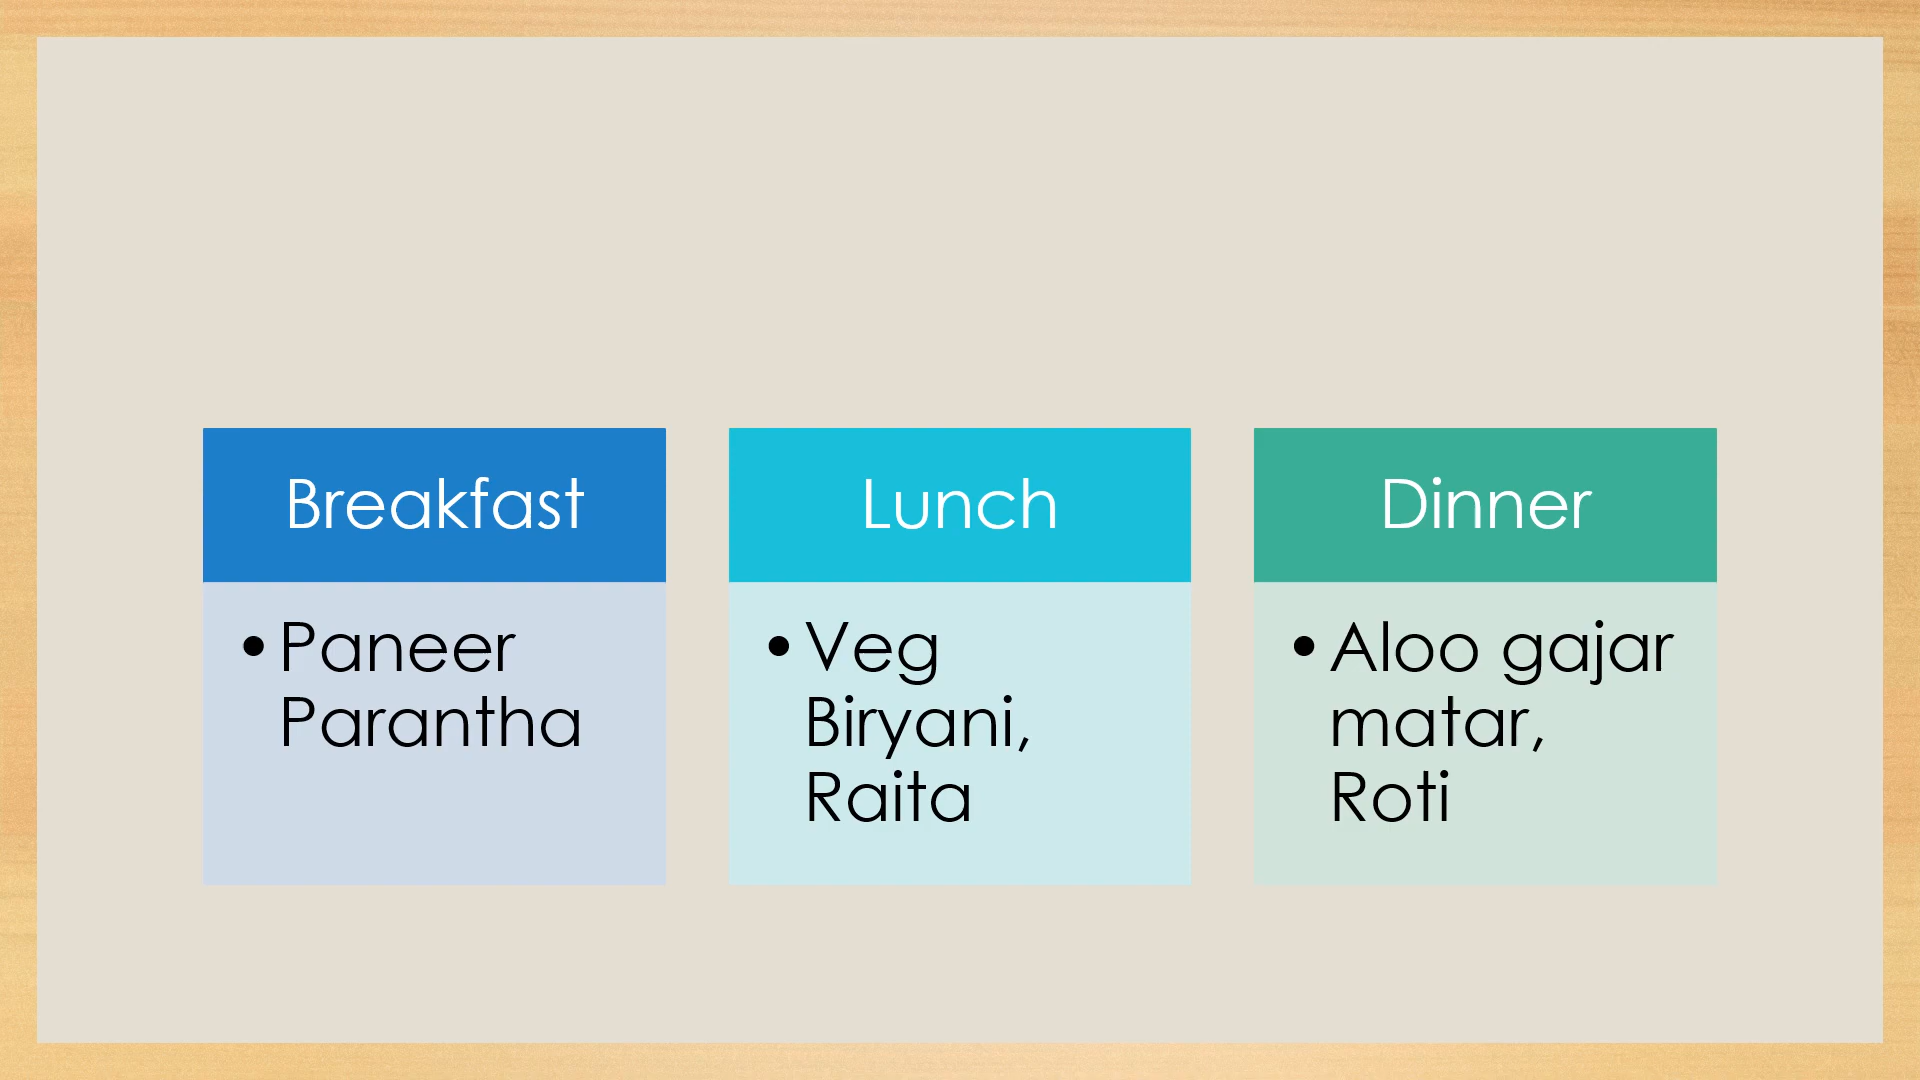 Breakfast
• Paneer
Parantha
Lunch
• Veg
Biryani,
Raita
Dinner
• Aloo gajar
matar,
Roti